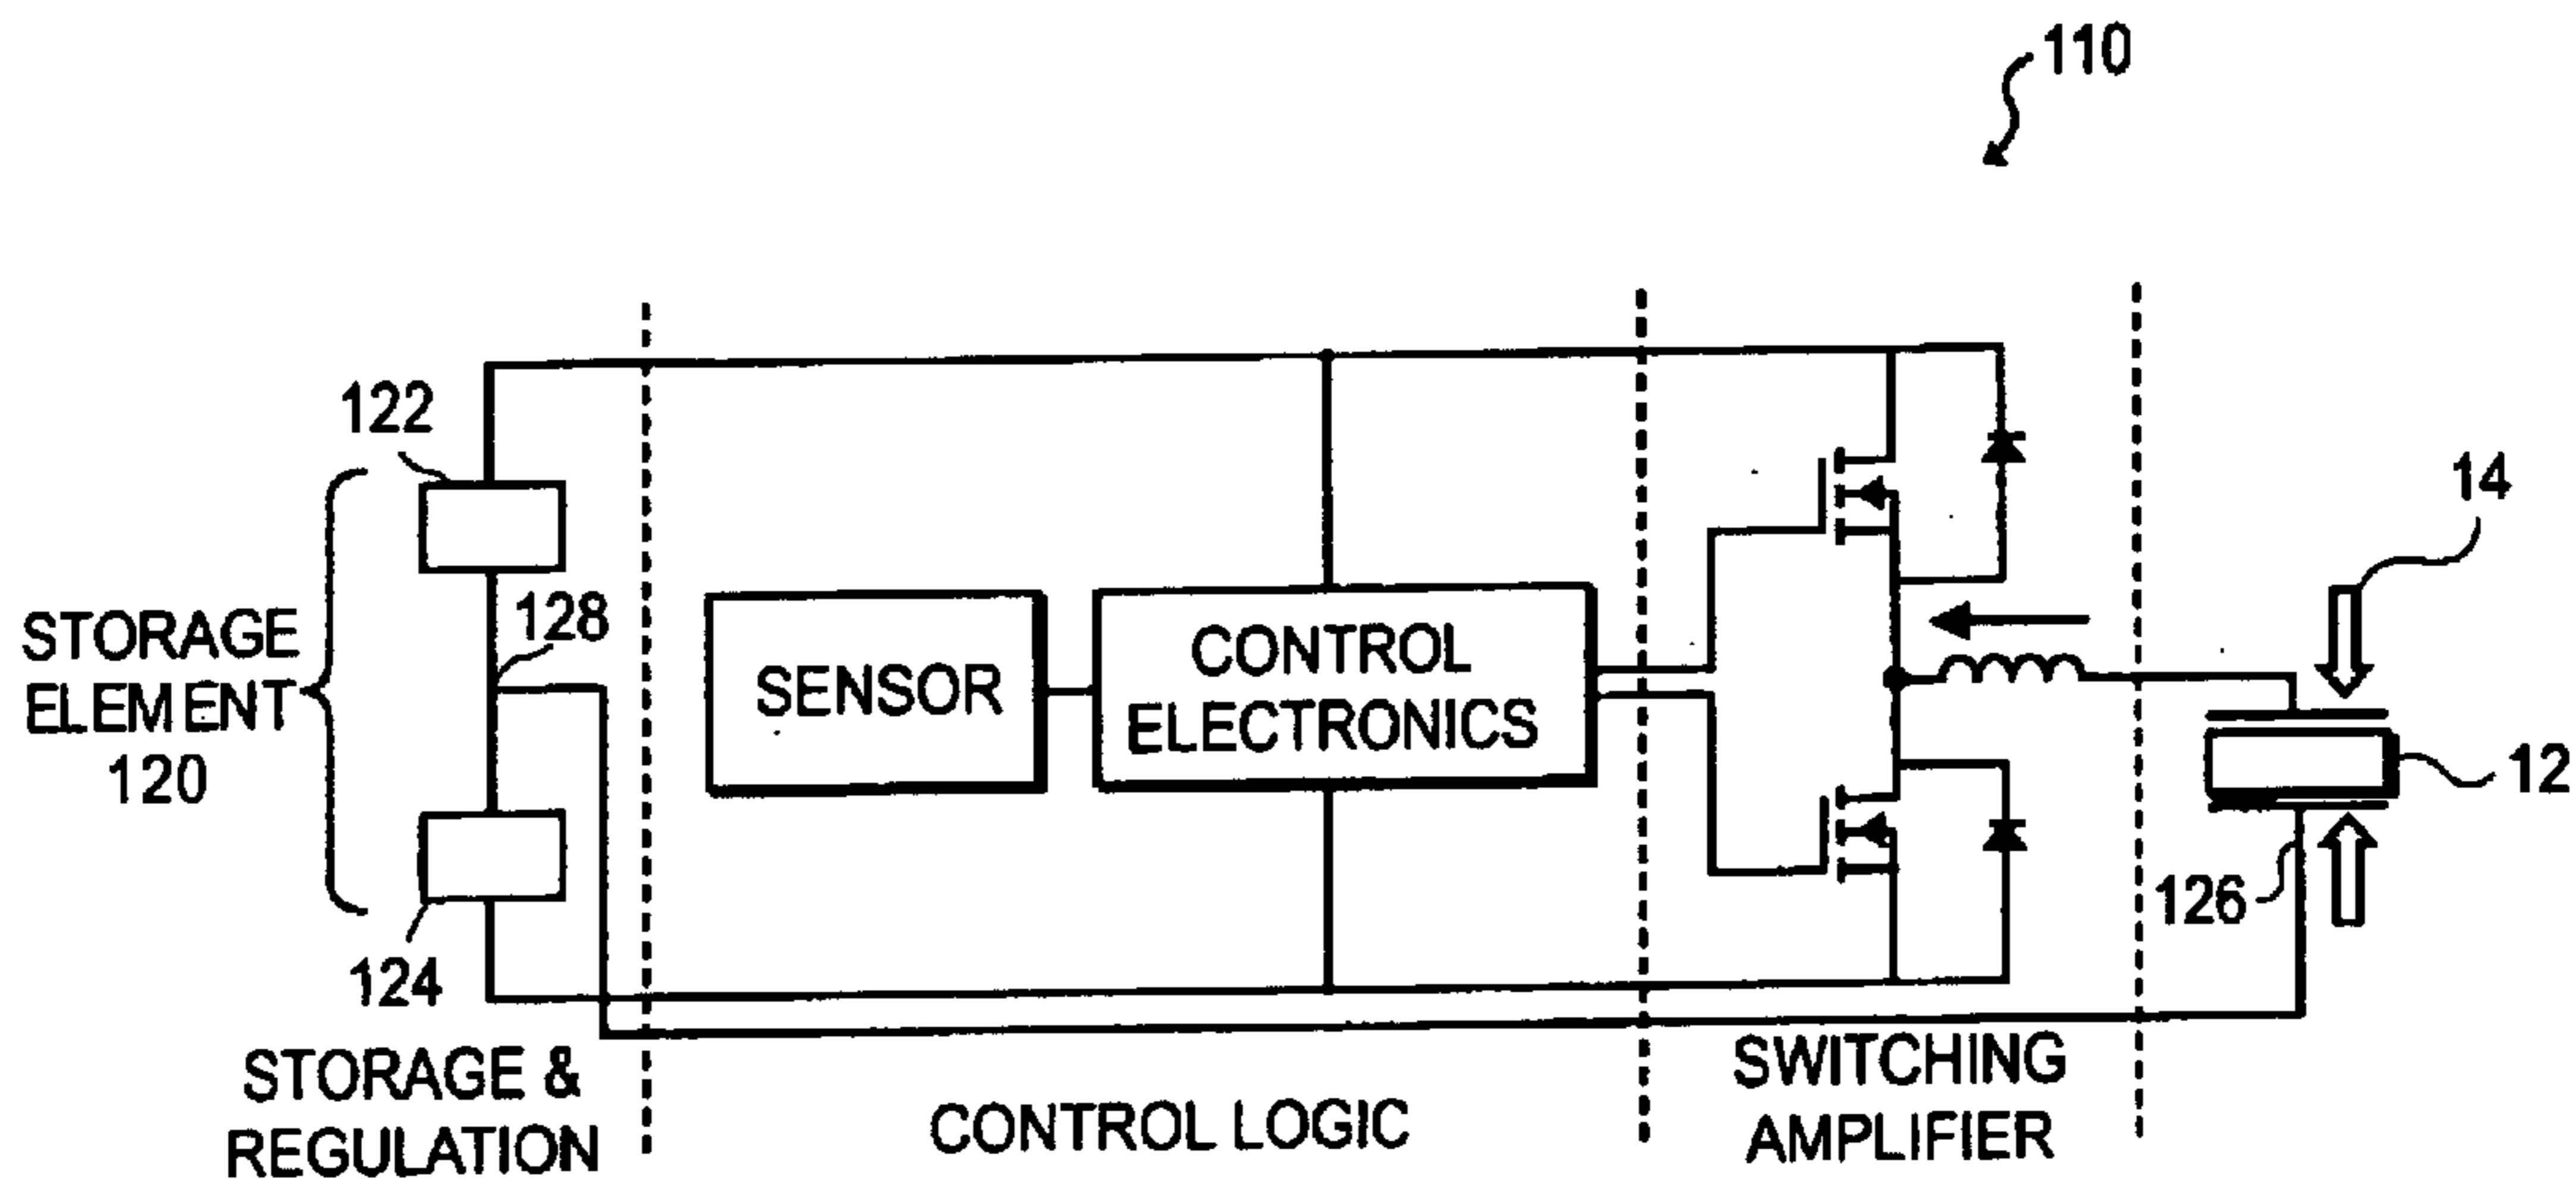 110
122
14
128
STORAGE
ELEMENT
120
SENSOR
CONTROL
ELECTRONICS
12
126
124
STORAGE &
REGULATION
CONTROL LOGIC
SWITCHING
AMPLIFIER